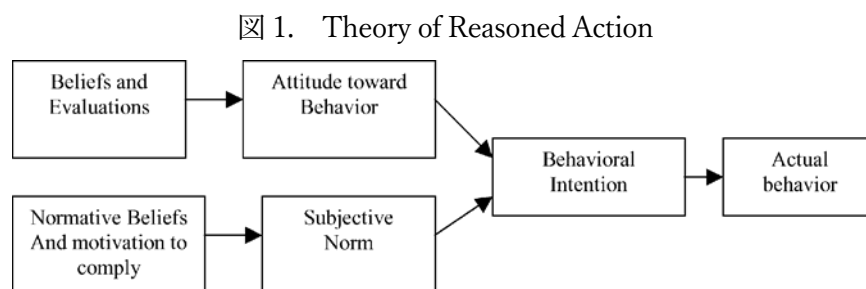 図 1. Theory of Reasoned Action
Beliefs and
Evaluations
Attitude toward
Behavior
Behavioral
Intention
Actual
behavior
Normative Beliefs
And motivation to
comply
Subjective
Norm